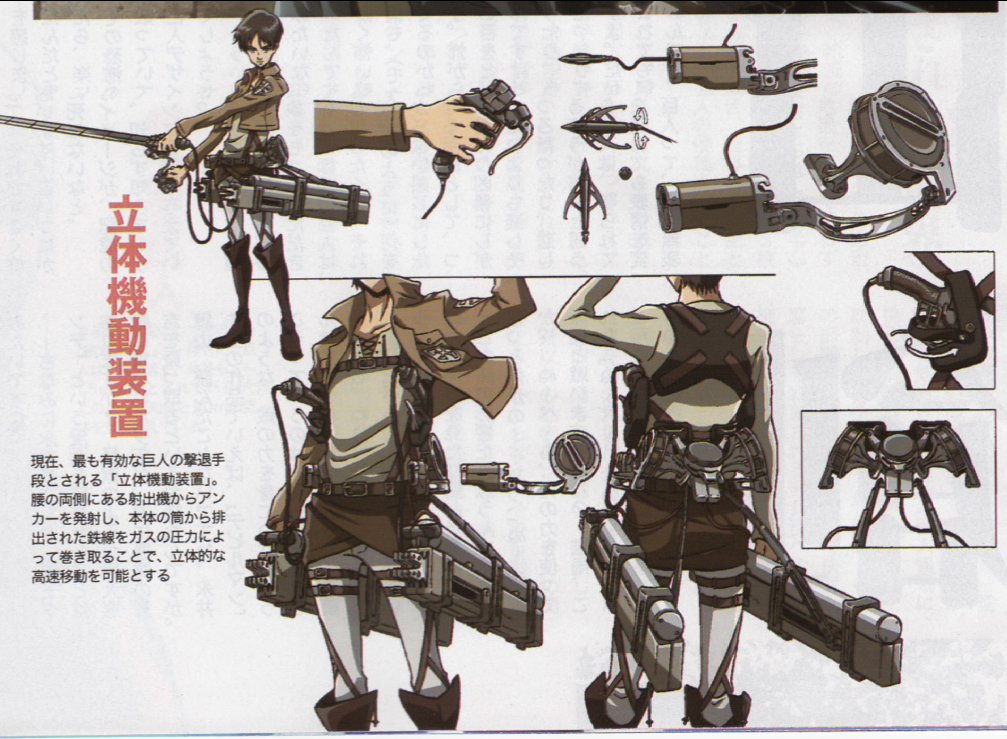 立体機動装置
現在、最も有効な巨人の撃退手
段とされる「立体機動装置」。
腰の両側にある射出機からアン
カーを発射し、本体の筒から排
出された鉄線をガスの圧力によ
って巻き取ることで、立体的な
高速移動を可能とする